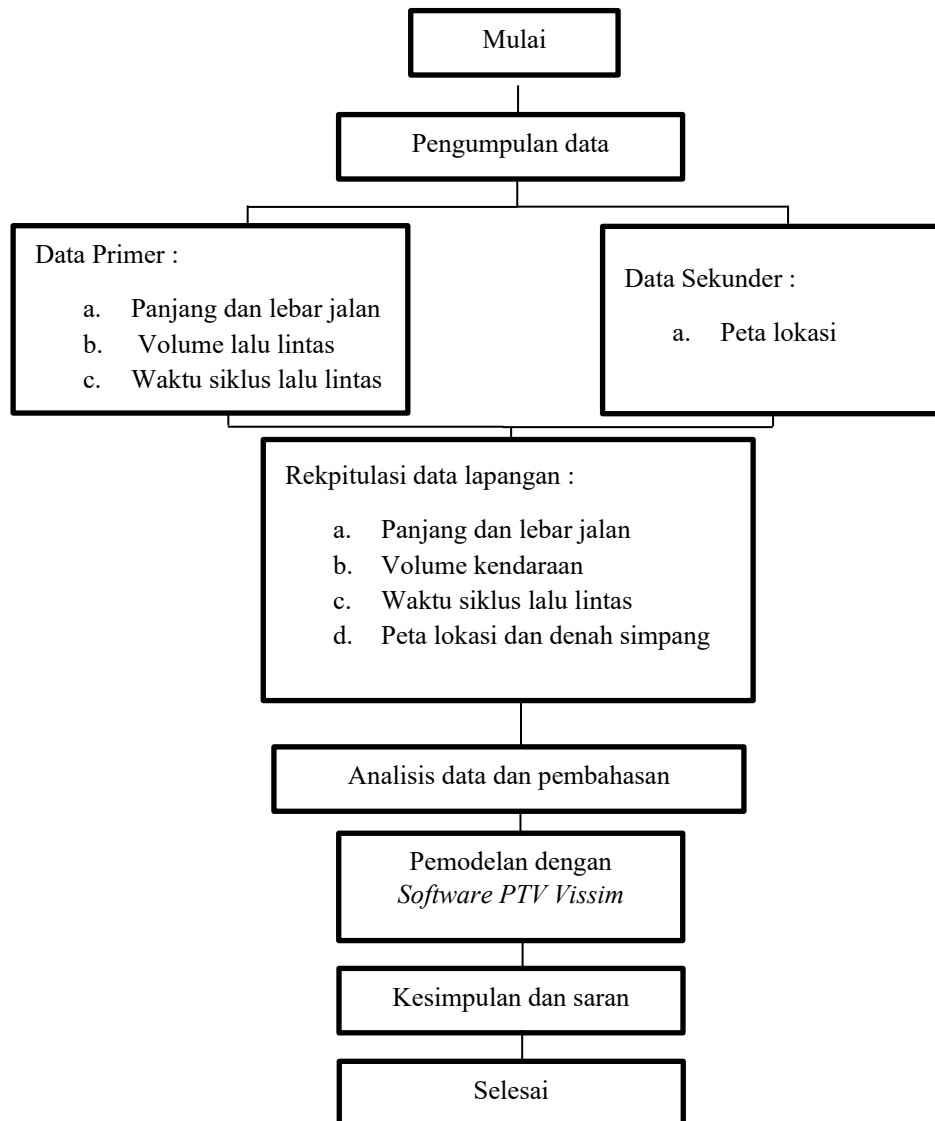 Mulai
Pengumpulan data
Data Primer :
a. Panjang dan lebar jalan
b. Volume lalu lintas
c. Waktu siklus lalu lintas
Data Sekunder :
a. Peta lokasi
Rekpitulasi data lapangan :
a. Panjang dan lebar jalan
b. Volume kendaraan
c. Waktu siklus lalu lintas
d. Peta lokasi dan denah simpang
Analisis data dan pembahasan
Pemodelan dengan
Software PTV Vissim
Kesimpulan dan saran
Selesai